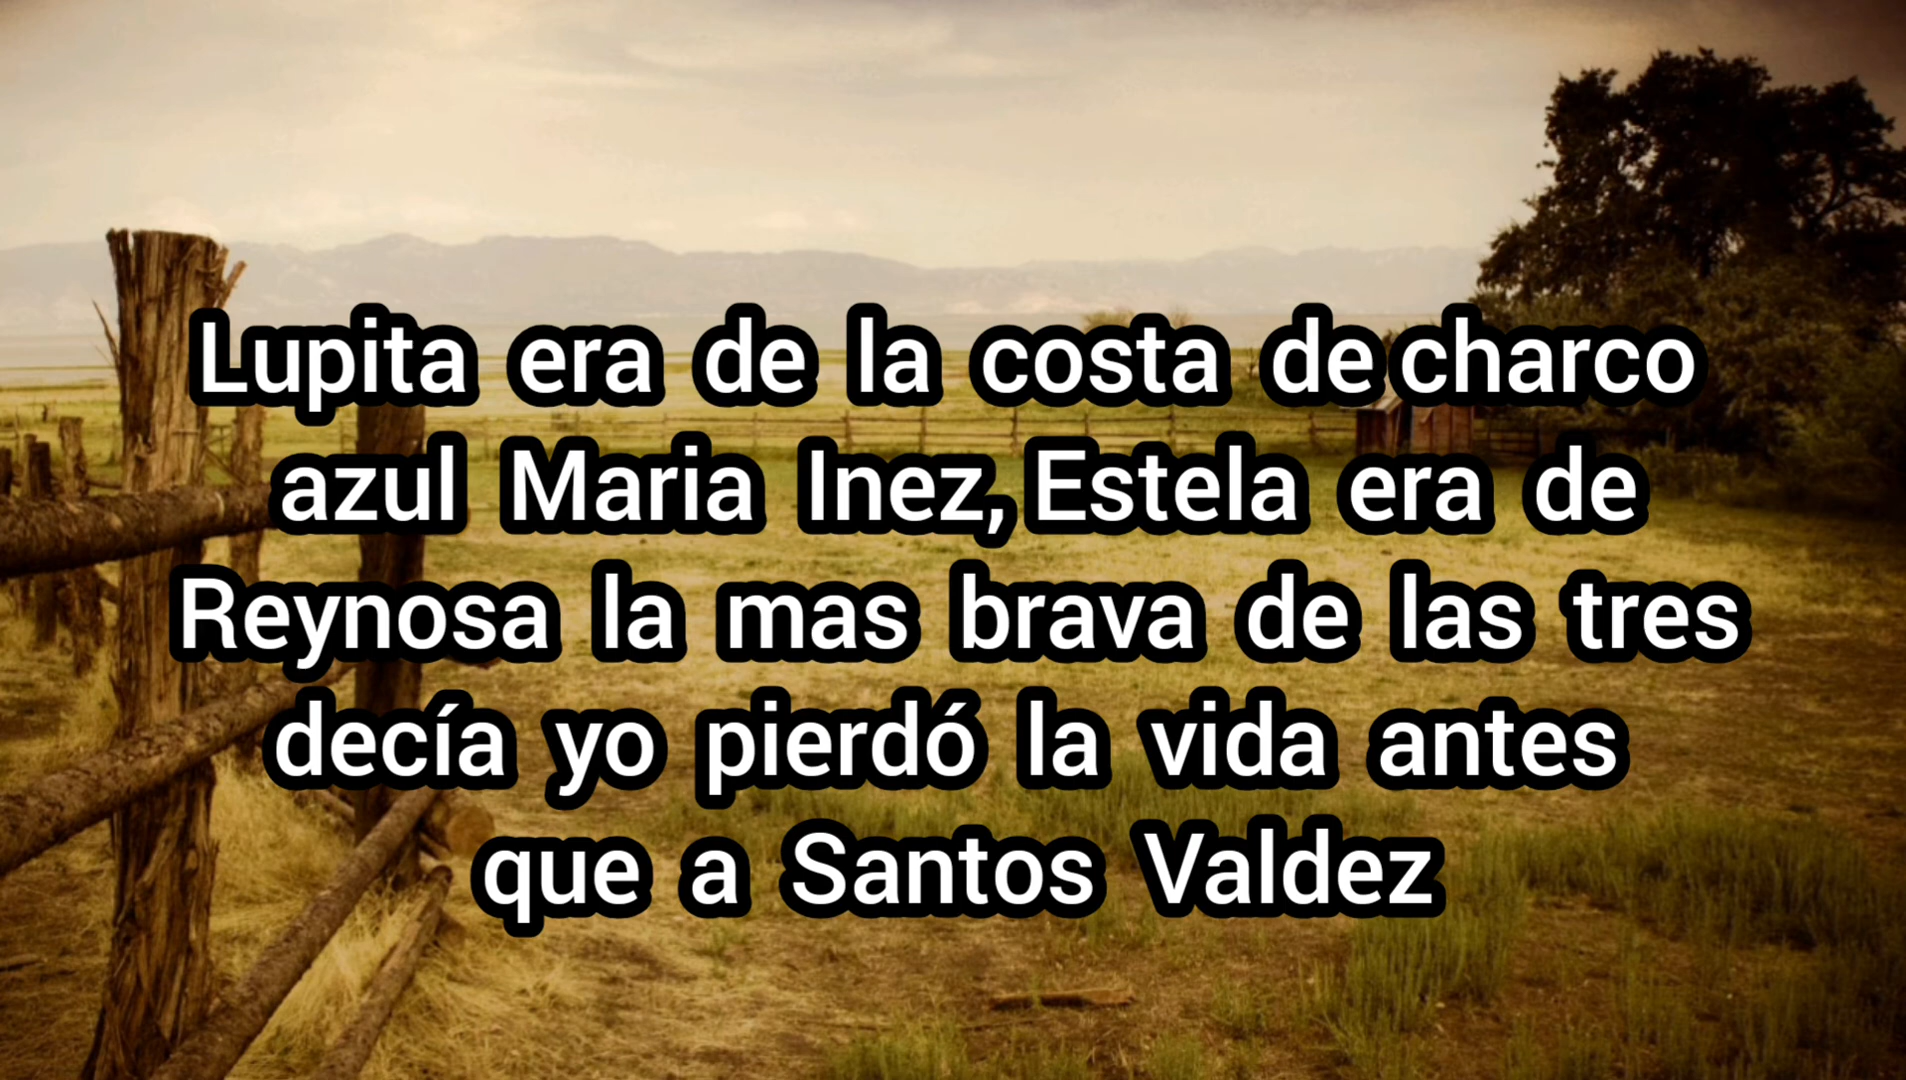 Lupita era de la costa de charco
azul Maria Inez, Estela era de
Reynosa la mas brava de las tres
decía yo pierdó la vida antes
que a Santos Valdez